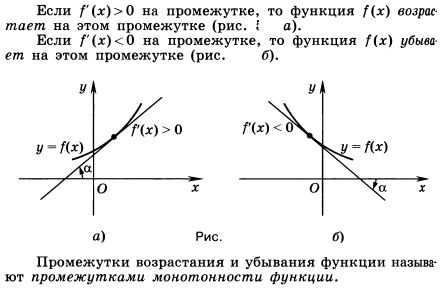 Если f′(x)>0 на промежутке, то функция f(x) возрас-
тает на этом промежутке (рис. а).
Если f′(x)<0 на промежутке, то функция f(x) убыва-
ет на этом промежутке (рис. б).
y
y
f′(x) > 0
f′(x) < 0
y = f(x)
y = f(x)
α
α
O
x
O
x
а)
Рис.
б)
Промежутки возрастания и убывания функции называ-
ют промежутками монотонности функции.